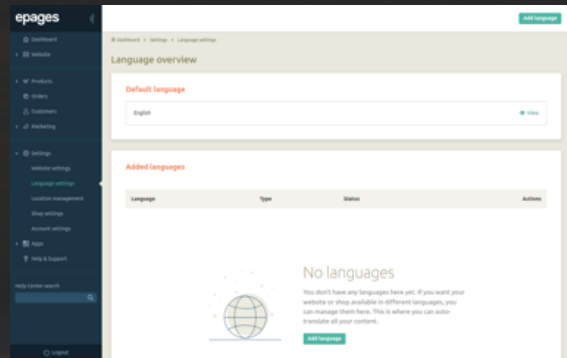 epages
Add language
Dashboard
Website
Products
Orders
Customers
Marketing
Settings
Website settings
Language settings
Location management
Shop settings
Account settings
Apps
Help & Support
Help Center search
Logout
Dashboard > Settings > Language settings
Language overview
Default language
English
View
Added languages
Language Type Status Actions
No languages
You don't have any languages here yet. If you want your
website or shop available in different languages, you
can manage them here. This is where you can auto-
translate all your content.
Add language